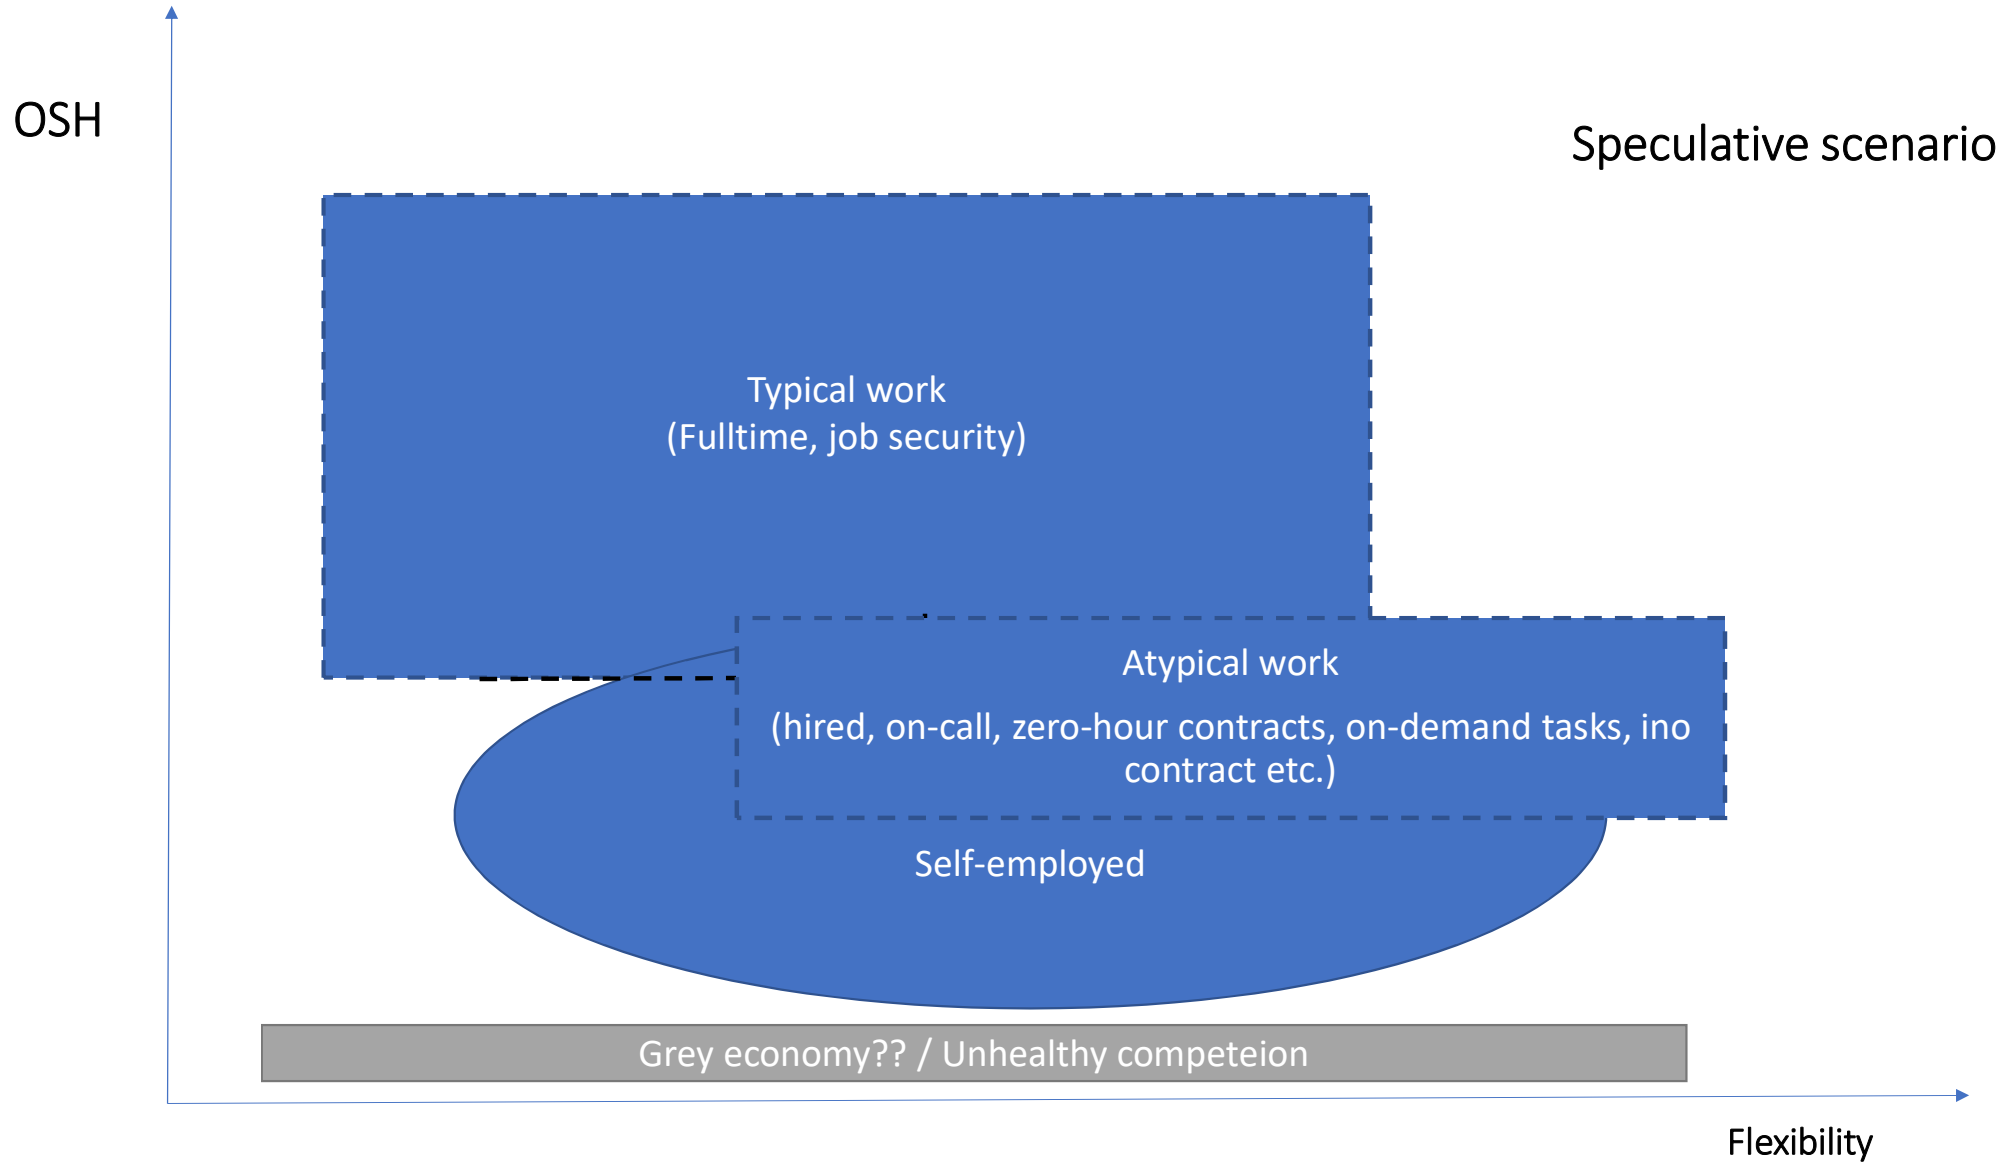 OSH
Speculative scenario
Typical work
(Fulltime, job security)
Atypical work
(hired, on-call, zero-hour contracts, on-demand tasks, ino
contract etc.)
Self-employed
Grey economy?? / Unhealthy competeion
Flexibility